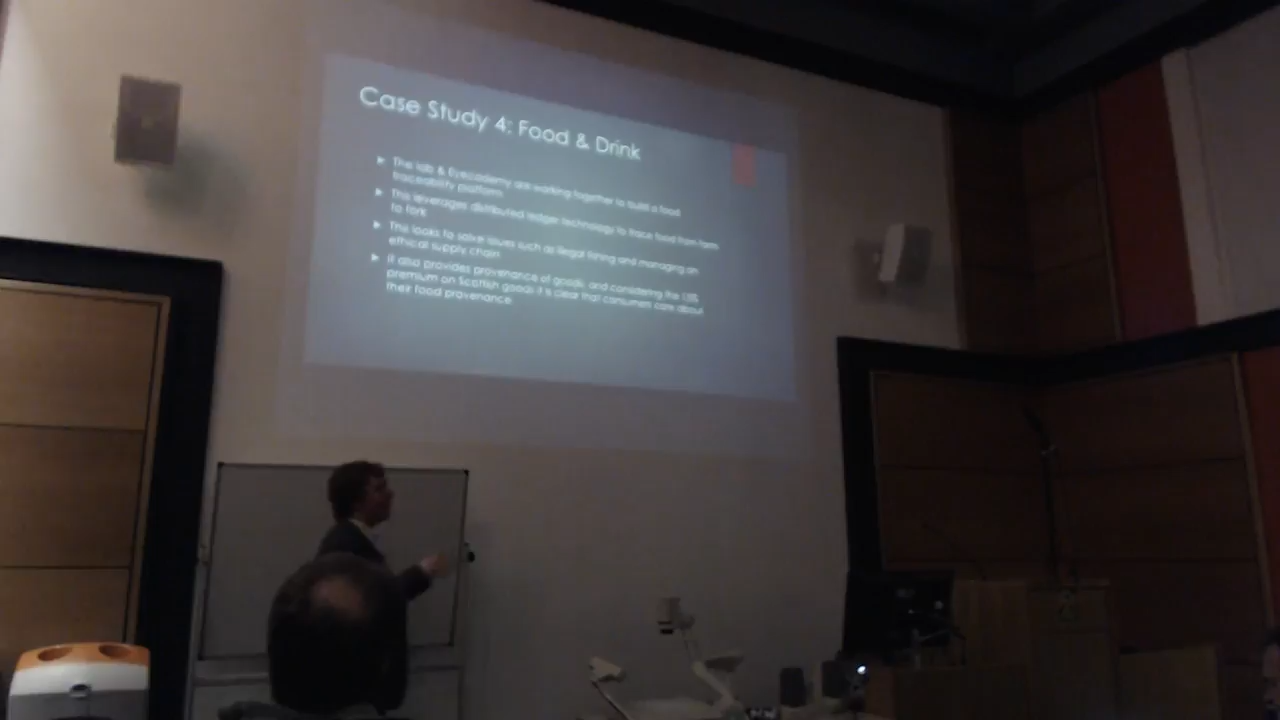 Case Study 4: Food & Drink
The lab & Eyecademy are working together to build a food
traceability platform
This leverages distributed ledger technology to trace food from farm
to fork
This looks to solve issues such as illegal fishing and managing an
ethical supply chain
It also provides provenance of goods and considering the
premium on Scottish goods it is clear that consumers care about
their food provenance